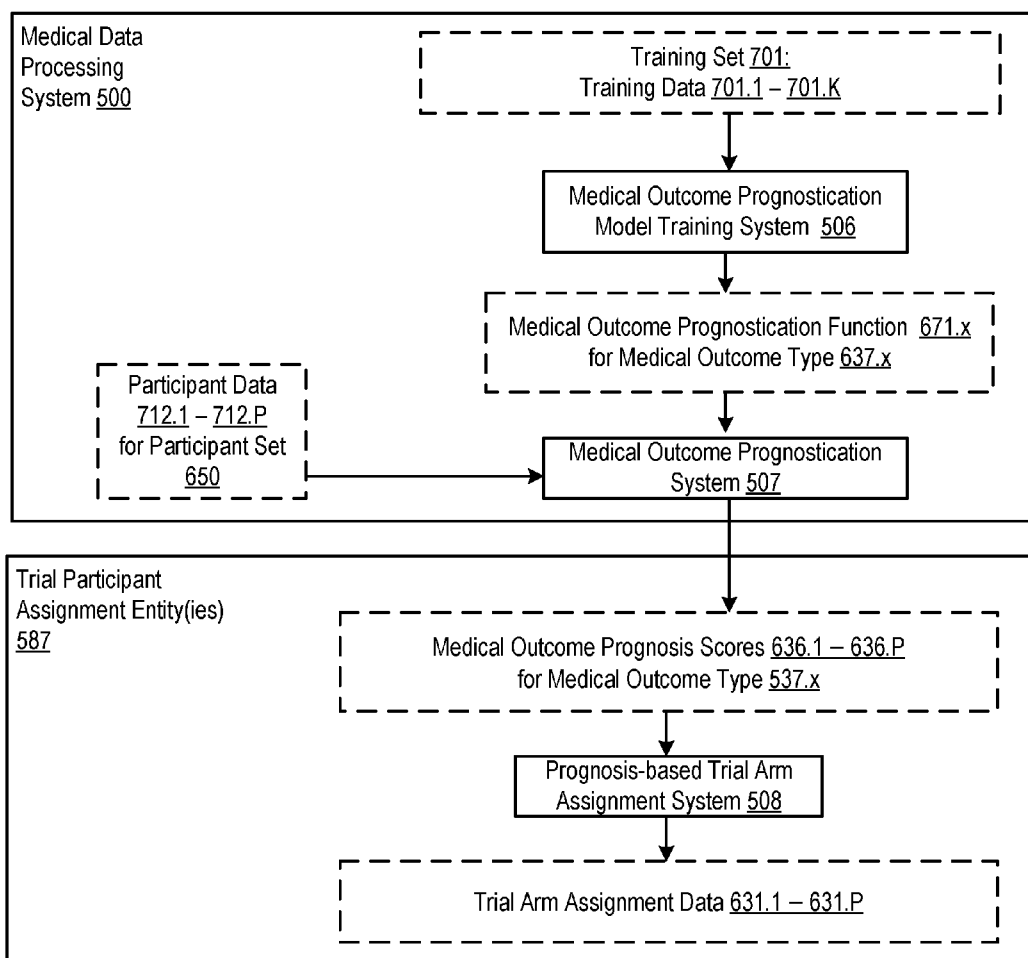 Medical Data
Processing
System 500
Training Set 701:
Training Data 701.1 – 701.K
Medical Outcome Prognostication
Model Training System 506
Medical Outcome Prognostication Function 671.x
for Medical Outcome Type 637.x
Participant Data
712.1 – 712.P
for Participant Set
650
Medical Outcome Prognostication
System 507
Trial Participant
Assignment Entity(ies)
587
Medical Outcome Prognosis Scores 636.1 – 636.P
for Medical Outcome Type 537.x
Prognosis-based Trial Arm
Assignment System 508
Trial Arm Assignment Data 631.1 – 631.P